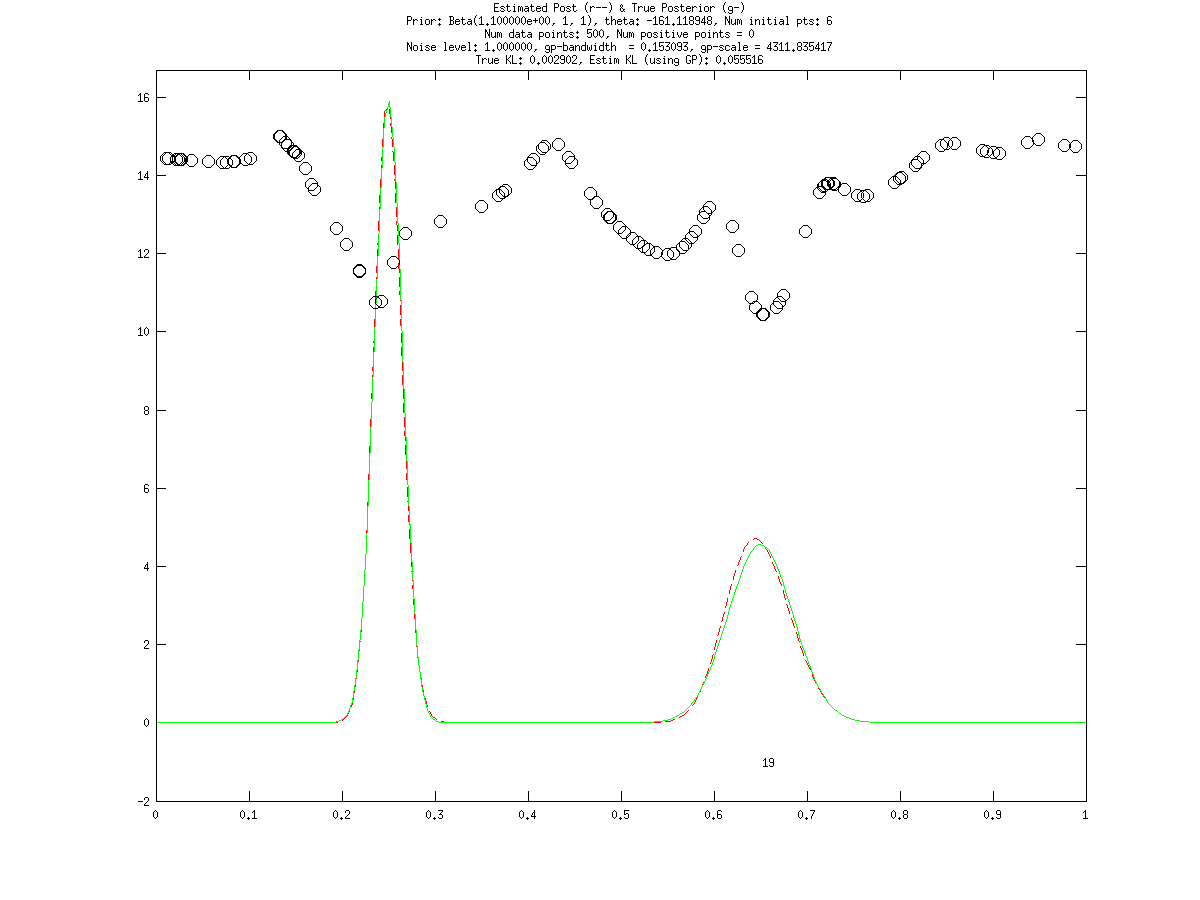 Estimated Post (r--) & True Posterior (g-)
Prior: Beta(1.100000e+00, 1, 1), theta: -161.118948, Num initial pts: 6
Num data points: 500, Num positive points = 0
Noise level: 1.000000, gp-bandwidth  = 0.153093, gp-scale = 4311.835417
True KL: 0.002902, Estim KL (using GP): 0.055516
16
14
12
10
8
6
4
2
0
19
-2
0 0.1 0.2 0.3 0.4 0.5 0.6 0.7 0.8 0.9 1